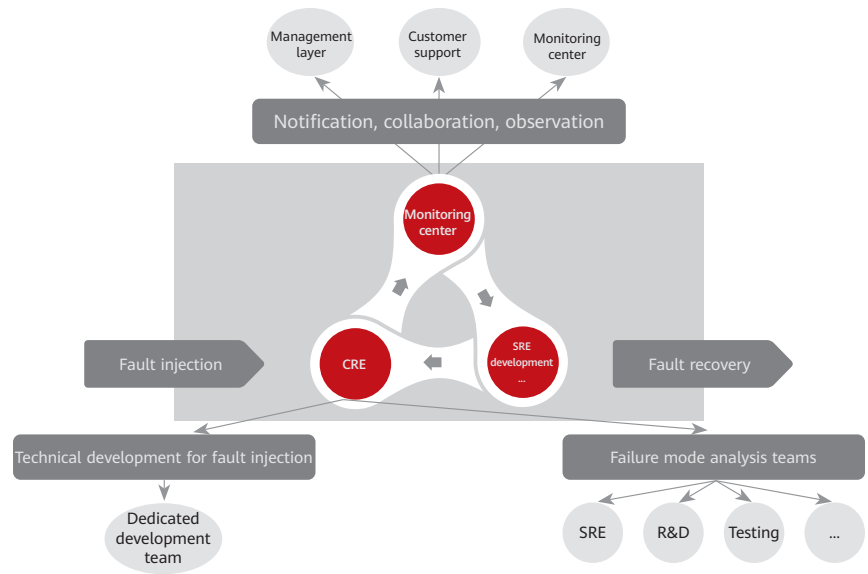 Management
layer
Customer
support
Monitoring
center
Notification, collaboration, observation
Monitoring
center
Fault injection
CRE
SRE
development
...
Fault recovery
Technical development for fault injection
Failure mode analysis teams
Dedicated
development
team
SRE
R&D
Testing
...